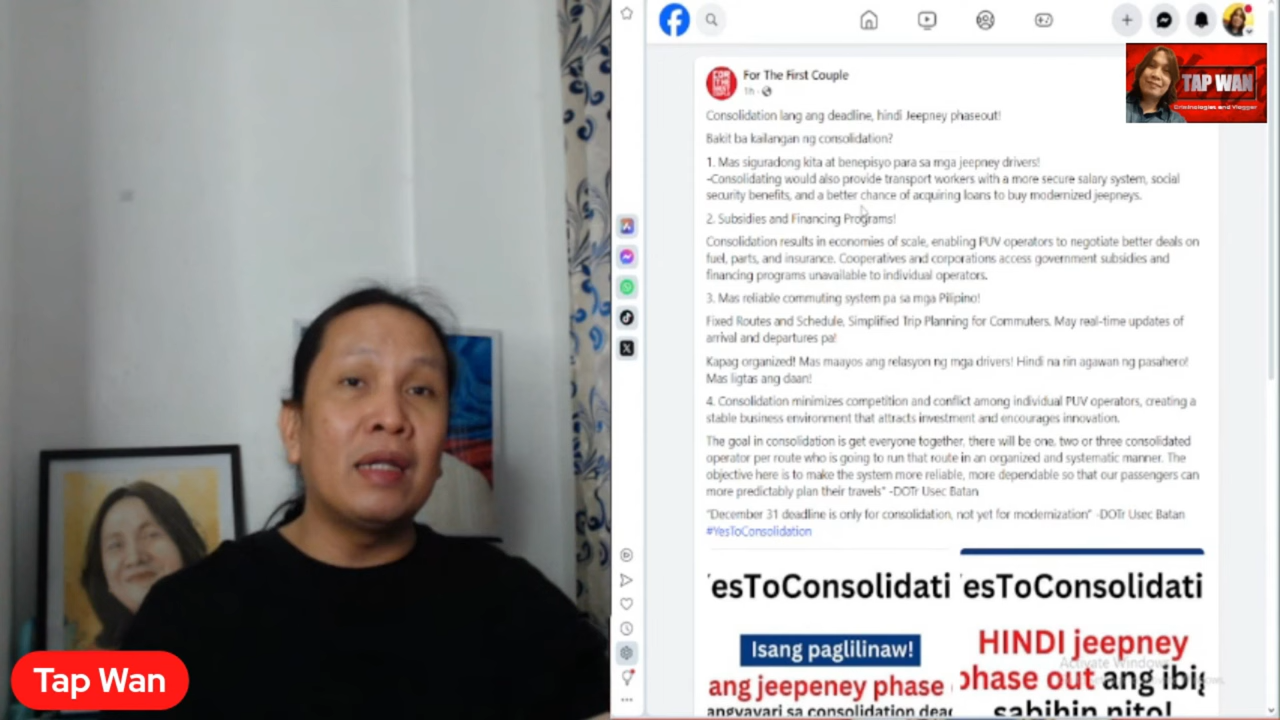 For The First Couple
1h
Consolidation lang ang deadline, hindi Jeepney phaseout!
Bakit ba kailangan ng consolidation?
1. Mas siguradong kita at benepisyo para sa mga jeepney drivers!
-Consolidating would also provide transport workers with a more secure salary system, social
security benefits, and a better chance of acquiring loans to buy modernized jeepneys.
2. Subsidies and Financing Programs!
Consolidation results in economies of scale, enabling PUV operators to negotiate better deals on
fuel, parts, and insurance. Cooperatives and corporations access government subsidies and
financing programs unavailable to individual operators.
3. Mas reliable commuting system pa sa mga Pilipino!
Fixed Routes and Schedule, Simplified Trip Planning for Commuters. May real-time updates of
arrival and departures pa!
Kapag organized! Mas maayos ang relasyon ng mga drivers! Hindi na rin agawan ng pasahero!
Mas ligtas ang daan!
4. Consolidation minimizes competition and conflict among individual PUV operators, creating a
stable business environment that attracts investment and encourages innovation.
The goal in consolidation is get everyone together, there will be one, two or three consolidated
operator per route who is going to run that route in an organized and systematic manner. The
objective here is to make the system more reliable, more dependable so that our passengers can
more predictably plan their travels" -DOTr Usec Batan
"December 31 deadline is only for consolidation, not yet for modernization" -DOTr Usec Batan
#YesToConsolidation
'esToConsolidati
Isang paglilinaw!
ang jeepeney phase
angyayari sa consolidation dead
esToConsolidati
HINDI jeepney
phase out ang ibig
sabihin nito!
Activate Windows
TAP WAN
Criminologist and Vlogger
Tap Wan